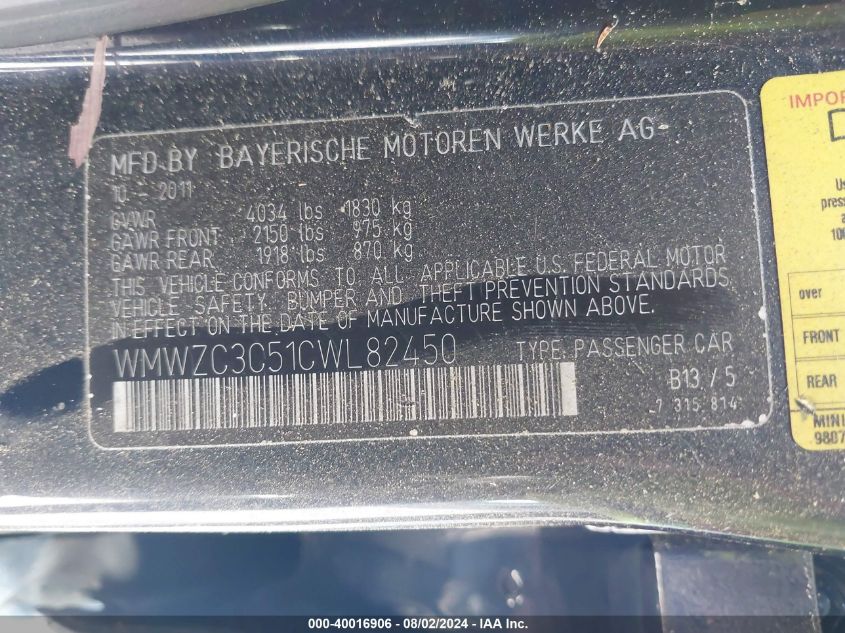 MFD.BY BAYERISCHE MOTOREN WERKE AG-
10 - 2011
GVWR 4034 lbs 1830 kg
GAWR FRONT 2150 lbs 975 kg
GAWR REAR 1918 lbs 870 kg
THIS VEHICLE CONFORMS TO ALL APPLICABLE U.S. FEDERAL MOTOR
VEHICLE SAFETY, BUMPER AND THEFT PREVENTION STANDARDS
IN EFFECT ON THE DATE OF MANUFACTURE SHOWN ABOVE.
WMWZC3C51CWL82450 TYPE: PASSENGER CAR
B13 / 5
7 315 814
IMPOR
Us
press
a
100
over
FRONT
REAR
MINI
9807
000-40016906 - 08/02/2024 - IAA Inc.